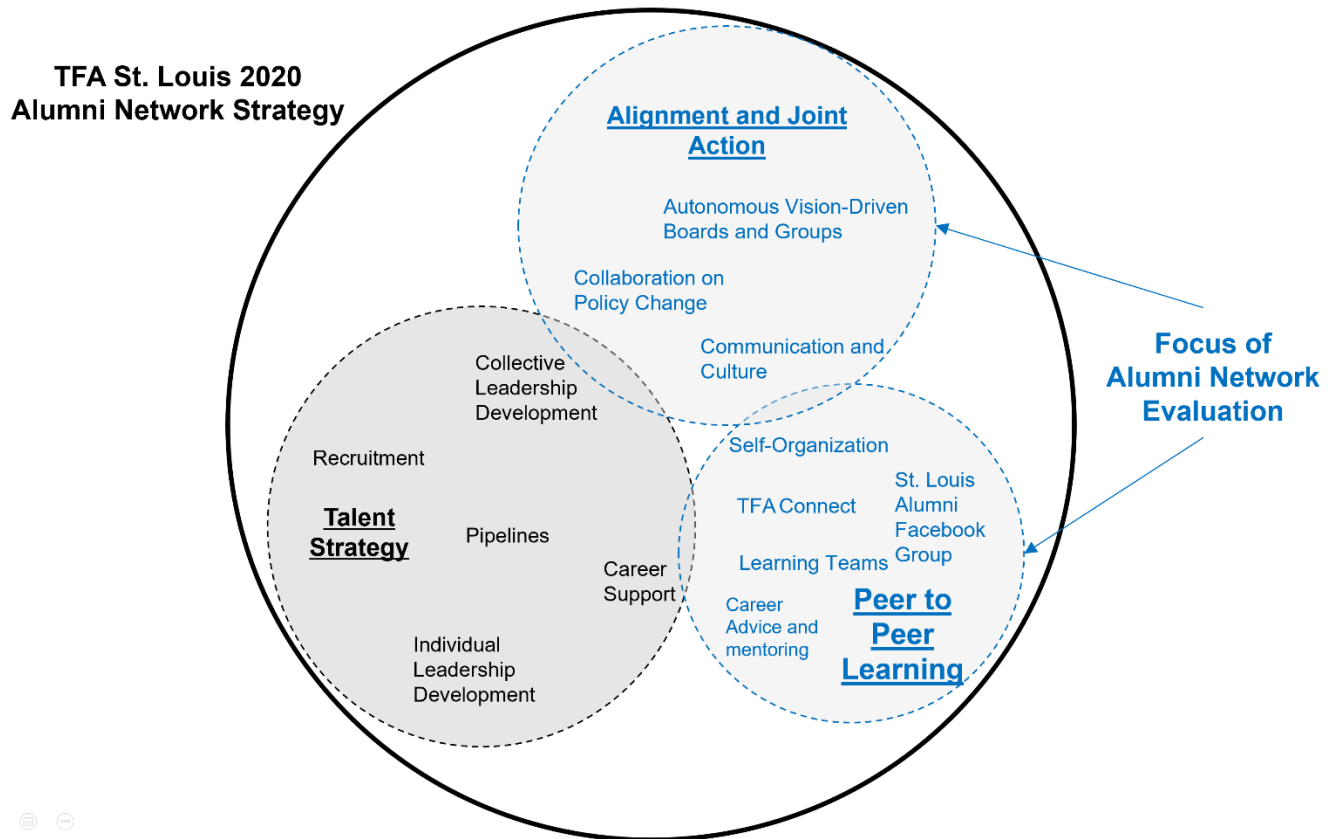 TFA St. Louis 2020
Alumni Network Strategy
Alignment and Joint
Action
Autonomous Vision-Driven
Boards and Groups
Collaboration on
Policy Change
Communication and
Culture
Focus of
Alumni Network
Evaluation
Collective
Leadership
Development
Recruitment
Talent
Strategy
Pipelines
Career
Support
Individual
Leadership
Development
Self-Organization
TFA Connect
St. Louis
Alumni
Facebook
Group
Learning Teams
Career
Advice and
mentoring
Peer to
Peer
Learning